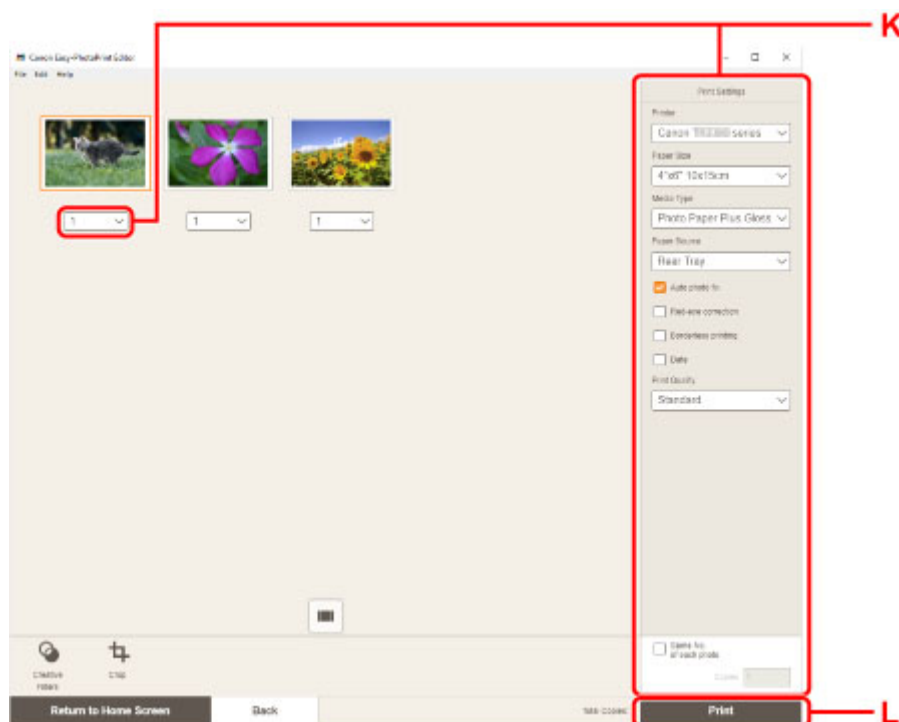 K
Canon Easy-PhotoPrint Editor
File Edit Help
Print Settings
Printer
Canon series
Paper Size
4"x6" 10x15cm
Media Type
Photo Paper Plus Gloss
Paper Source
Rear Tray
1
1
1
Auto photo fix
Red-eye correction
Borderless printing
Date
Print Quality
Standard
Same No.
of each photo
Copies
Creative
Filters
Crop
Return to Home Screen
Back
Total Copies:
Print
L